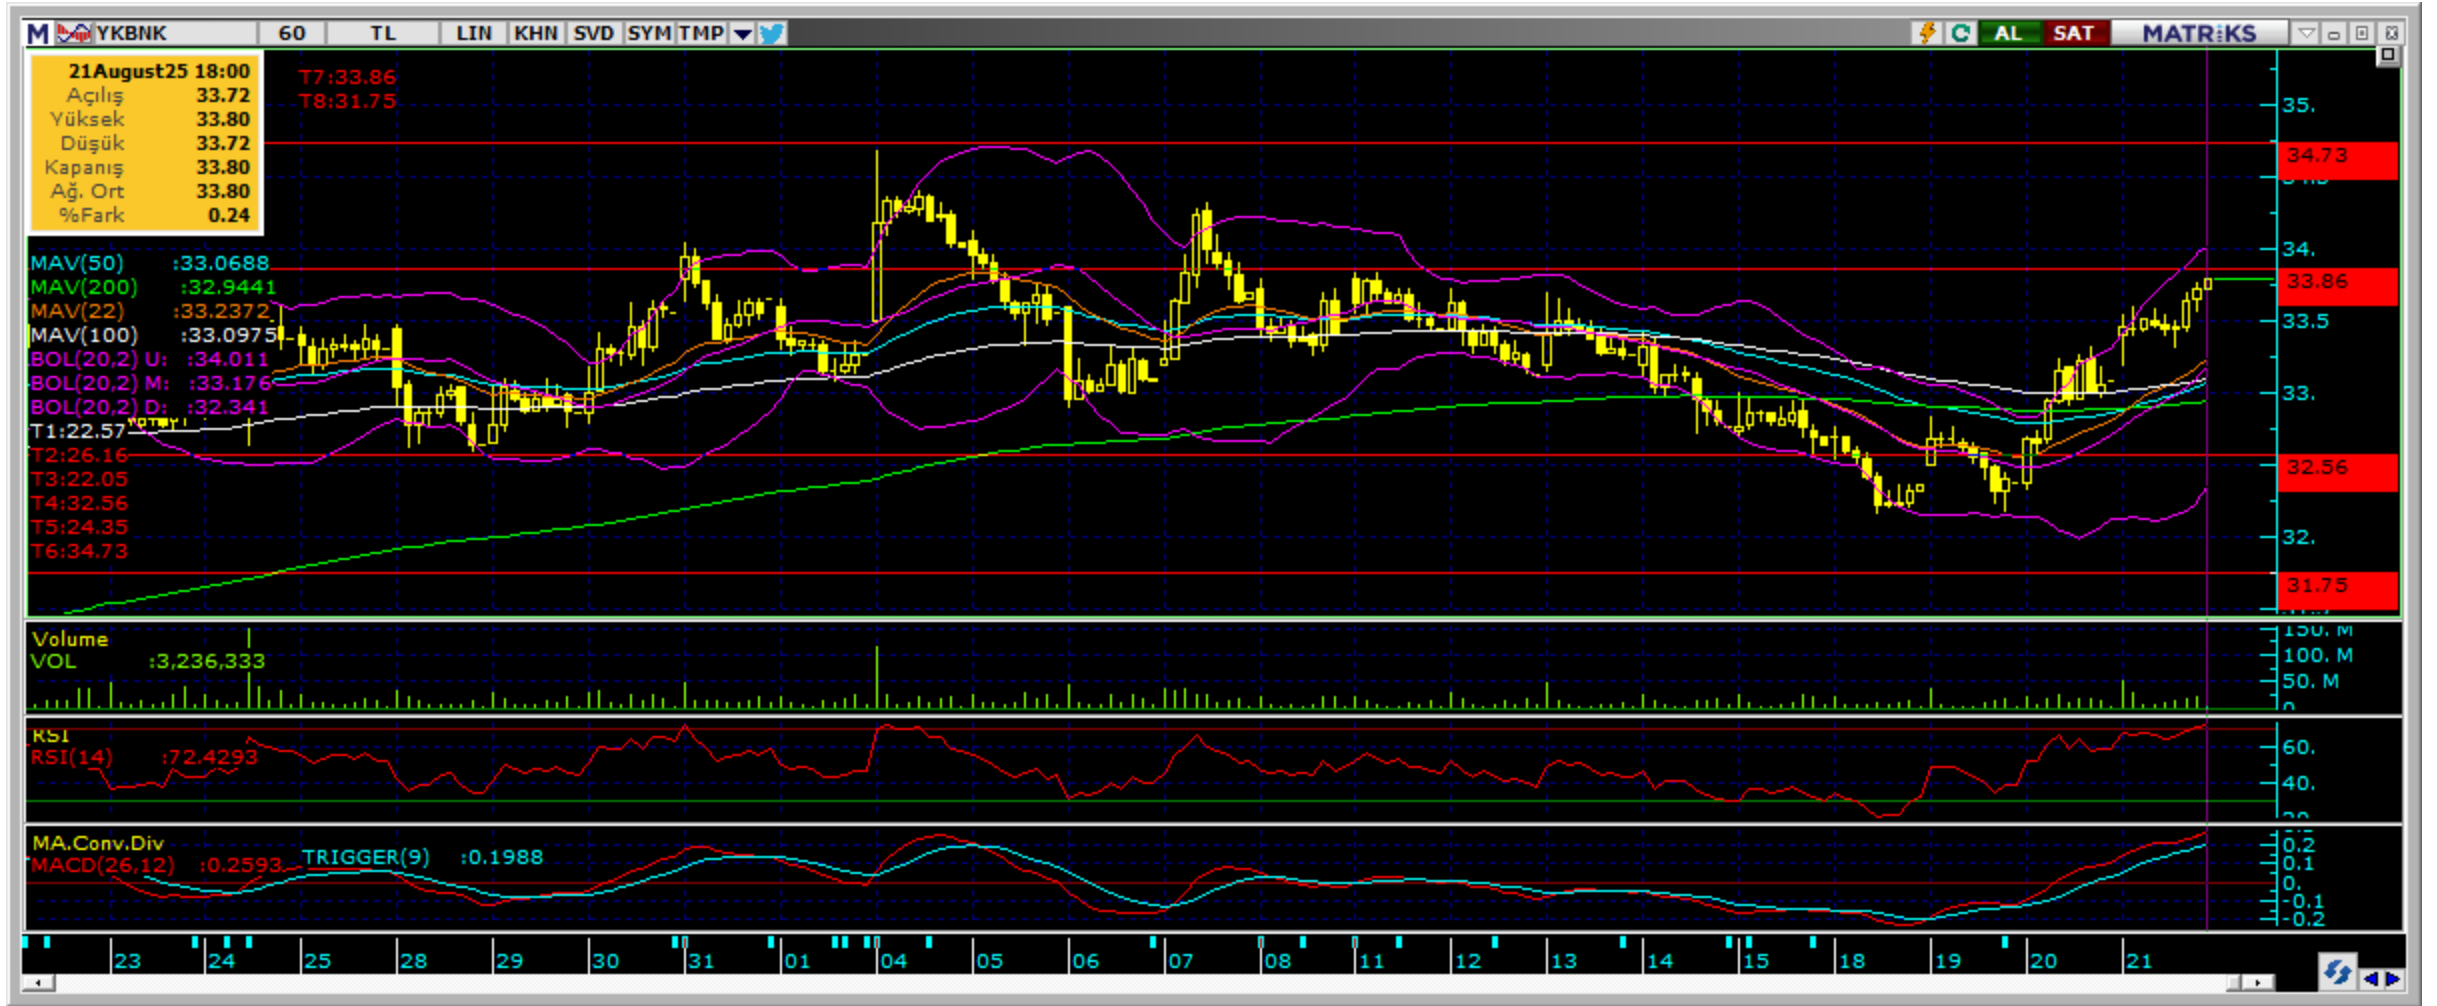 M YKBNK 60 TL LIN KHN SVD SYM TMP AL SAT MATRiKS
21August25 18:00
Açılış 33.72
Yüksek 33.80
Düşük 33.72
Kapanış 33.80
Ağ. Ort 33.80
%Fark 0.24
T7:33.86
T8:31.75
MAV(50) :33.0688
MAV(200) :32.9441
MAV(22) :33.2372
MAV(100) :33.0975
BOL(20,2) U: :34.011
BOL(20,2) M: :33.176
BOL(20,2) D: :32.341
T1:22.57
T2:26.16
T3:22.05
T4:32.56
T5:24.35
T6:34.73
35.
34.73
34.
33.86
33.5
33.
32.56
32.
31.75
Volume
VOL :3,236,333
150. M
100. M
50. M
0
RSI
RSI(14) :72.4293
60.
40.
MA.Conv.Div
MACD(26,12) :0.2593
TRIGGER(9) :0.1988
0.2
0.1
0.
-0.1
-0.2
23 24 25 28 29 30 31 01 04 05 06 07 08 11 12 13 14 15 18 19 20 21